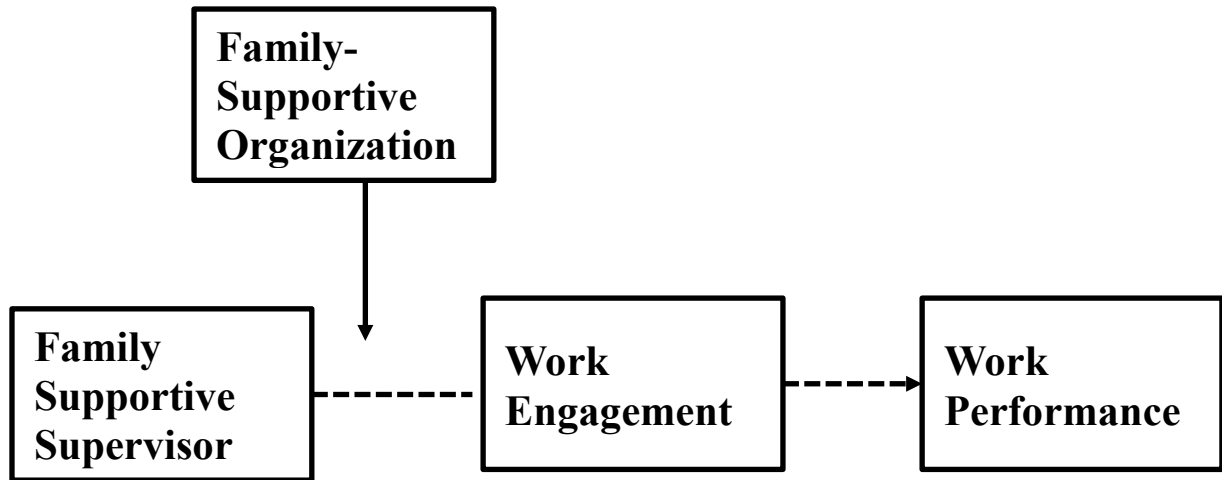 Family-
Supportive
Organization
Family
Supportive
Supervisor
Work
Engagement
Work
Performance